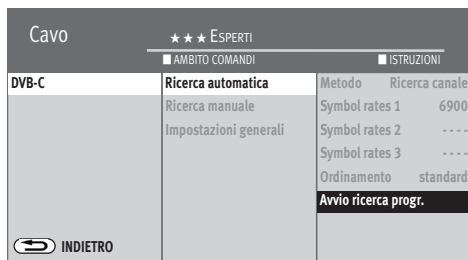 Cavo
★★★ ESPERTI
AMBITO COMANDI ISTRUZIONI
DVB-C
Ricerca automatica
Ricerca manuale
Impostazioni generali
Metodo Ricerca canale
Symbol rates 1 6900
Symbol rates 2 ----
Symbol rates 3 ----
Ordinamento standard
Avvio ricerca progr.
INDIETRO